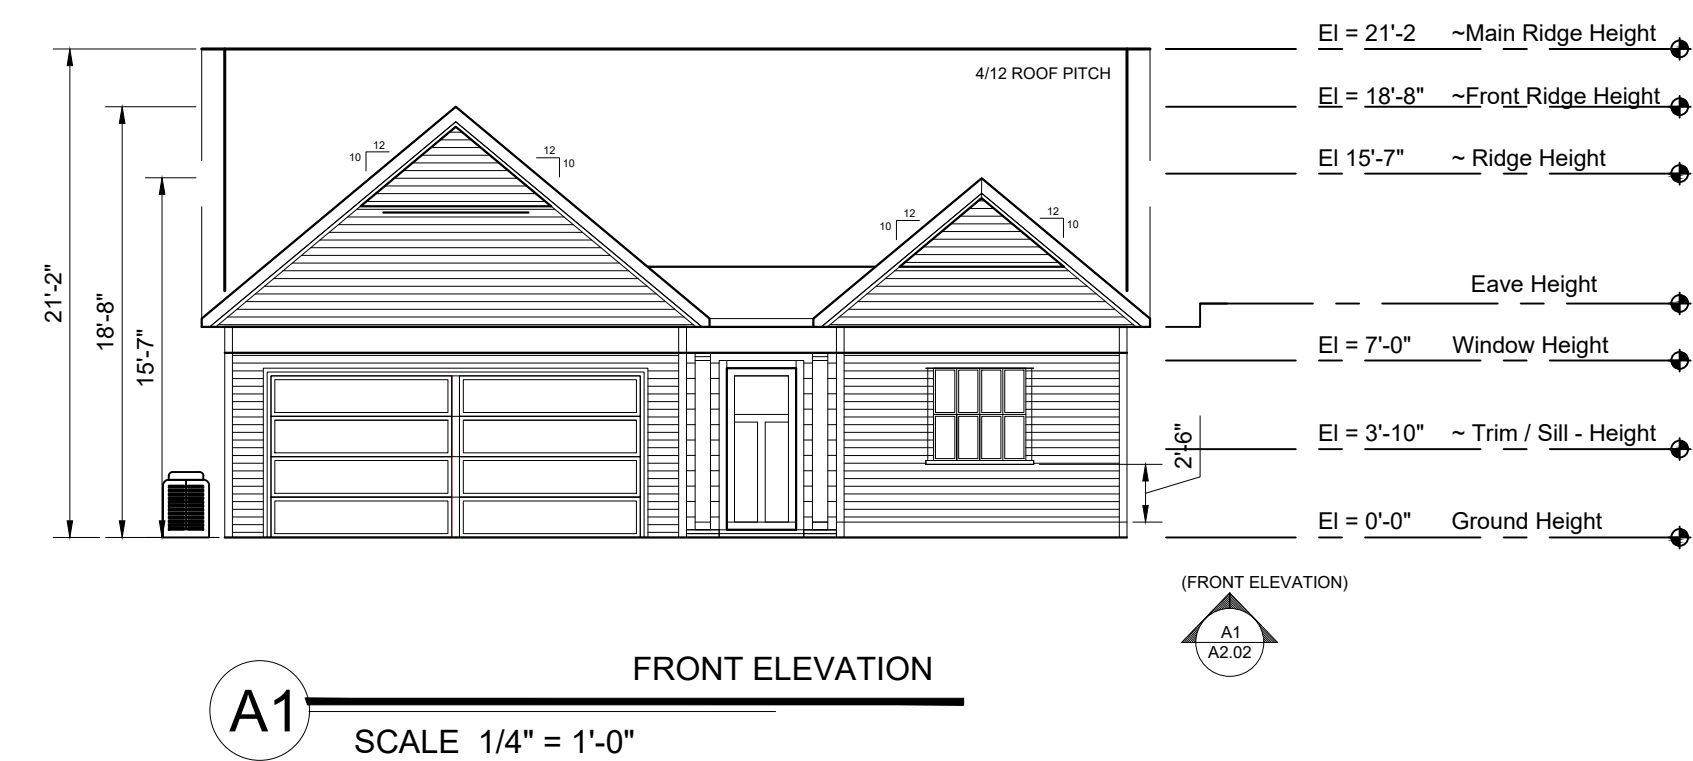 El = 21'-2 ~Main Ridge Height
4/12 ROOF PITCH
El = 18'-8" ~Front Ridge Height
12
10
12
10
El 15'-7" ~ Ridge Height
12
10
12
10
21'-2"
18'-8"
15'-7"
Eave Height
El = 7'-0" Window Height
El = 3'-10" ~ Trim / Sill - Height
2'-6"
El = 0'-0" Ground Height
(FRONT ELEVATION)
A1
A2.02
FRONT ELEVATION
A1
SCALE 1/4" = 1'-0"